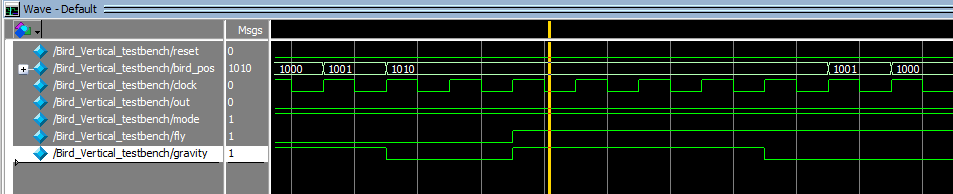 Wave - Default
Msgs
/Bird_Vertical_testbench/reset 0
/Bird_Vertical_testbench/bird_pos 1010 1000 1001 1010 1001 1000
/Bird_Vertical_testbench/clock 0
/Bird_Vertical_testbench/out 0
/Bird_Vertical_testbench/mode 1
/Bird_Vertical_testbench/fly 1
/Bird_Vertical_testbench/gravity 1